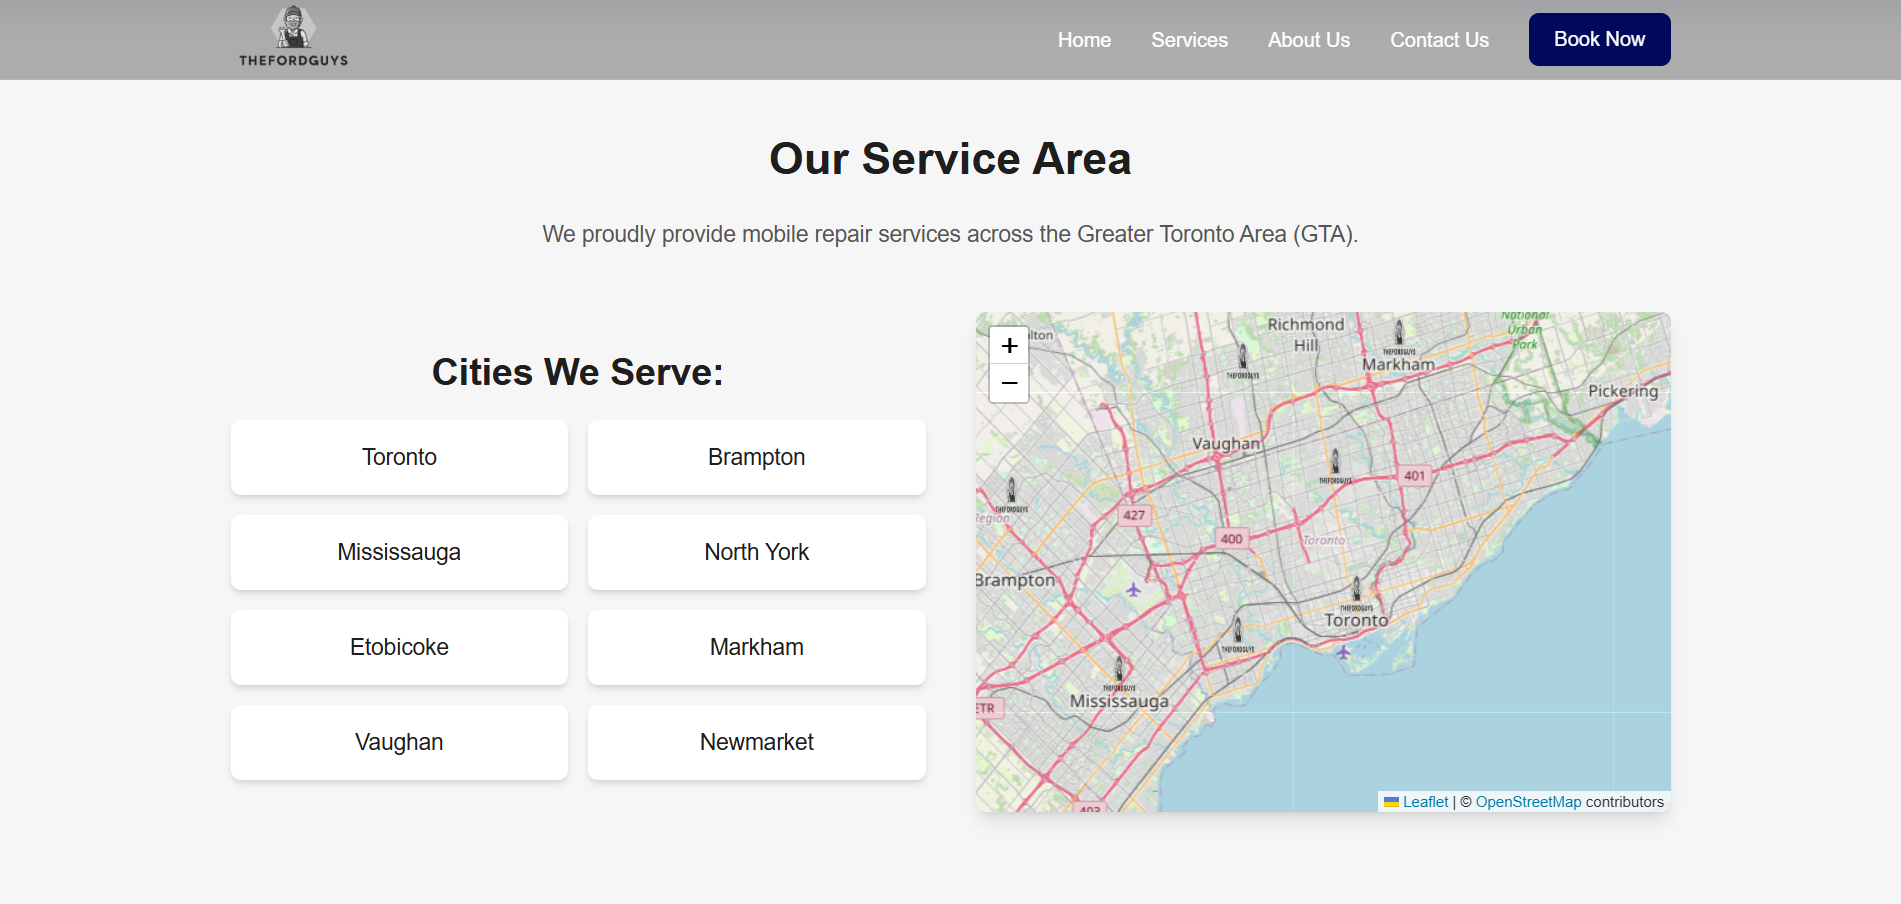 THEFORDGUYS
Home
Services
About Us
Contact Us
Book Now
Our Service Area
We proudly provide mobile repair services across the Greater Toronto Area (GTA).
Cities We Serve:
Toronto
Brampton
Mississauga
North York
Etobicoke
Markham
Vaughan
Newmarket
+
−
lton
Richmond
Hill
National
Urban
Park
THEFORDGUYS
Markham
THEFORDGUYS
Pickering
Vaughan
THEFORDGUYS
401
THEFORDGUYS
Region
427
400
Toronto
Brampton
THEFORDGUYS
Toronto
THEFORDGUYS
THEFORDGUYS
Mississauga
ETR
403
Leaflet | © OpenStreetMap contributors